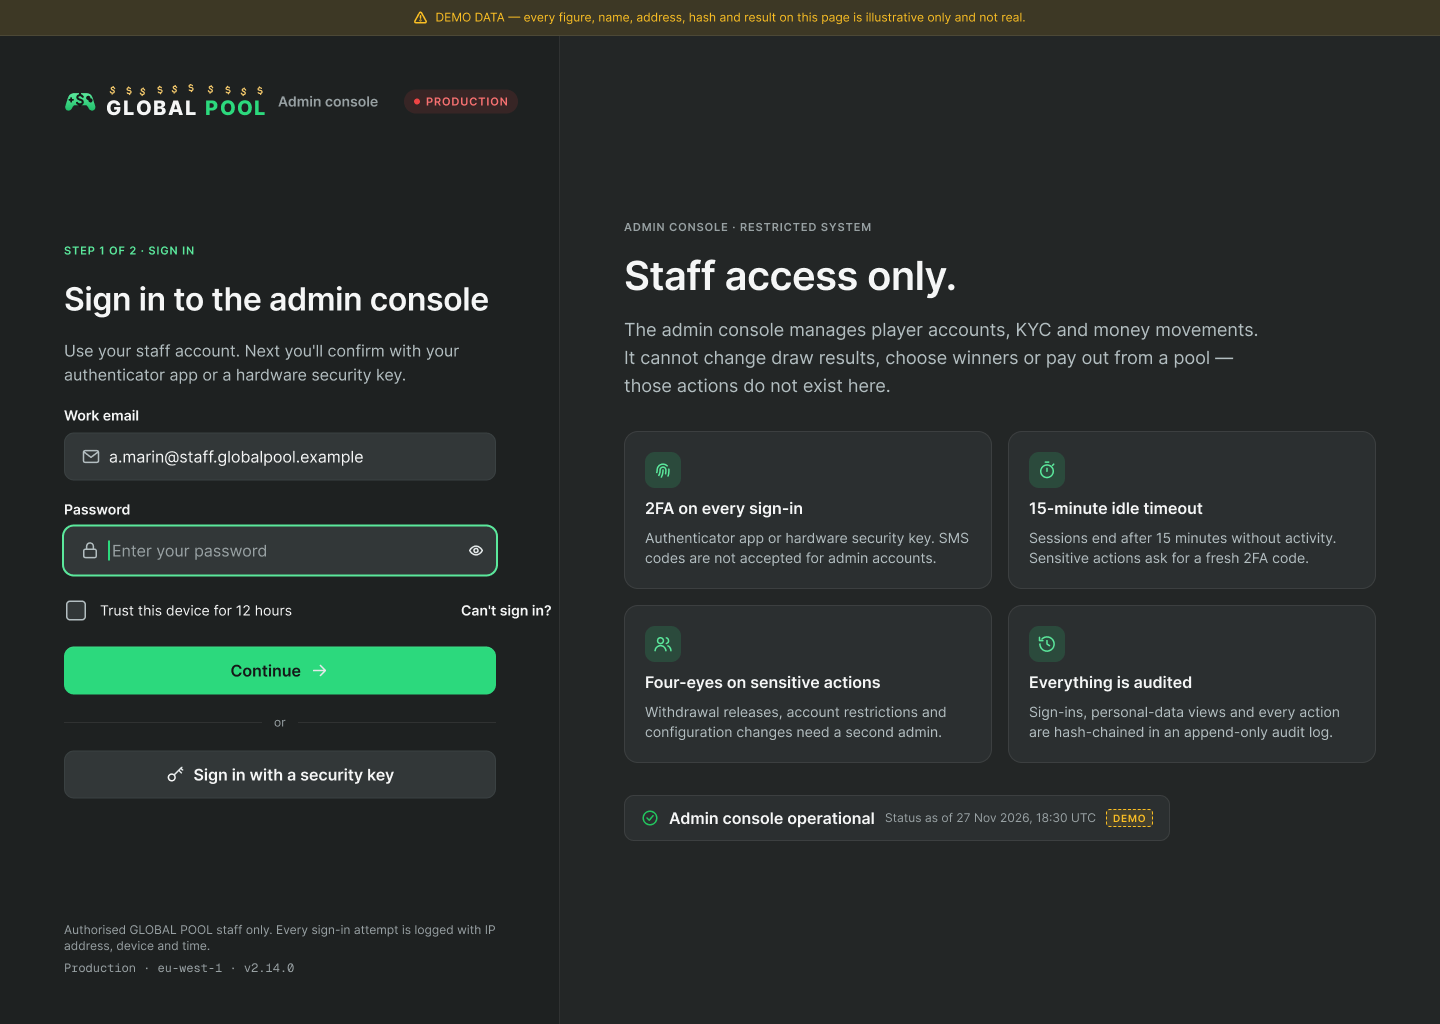 DEMO DATA — every figure, name, address, hash and result on this page is illustrative only and not real.
GLOBAL POOL
Admin console
PRODUCTION
STEP 1 OF 2 · SIGN IN
Sign in to the admin console
Use your staff account. Next you'll confirm with your
authenticator app or a hardware security key.
Work email
a.marin@staff.globalpool.example
Password
Enter your password
Trust this device for 12 hours
Can't sign in?
Continue
or
Sign in with a security key
Authorised GLOBAL POOL staff only. Every sign-in attempt is logged with IP
address, device and time.
Production · eu-west-1 · v2.14.0
ADMIN CONSOLE · RESTRICTED SYSTEM
Staff access only.
The admin console manages player accounts, KYC and money movements.
It cannot change draw results, choose winners or pay out from a pool —
those actions do not exist here.
2FA on every sign-in
Authenticator app or hardware security key. SMS
codes are not accepted for admin accounts.
15-minute idle timeout
Sessions end after 15 minutes without activity.
Sensitive actions ask for a fresh 2FA code.
Four-eyes on sensitive actions
Withdrawal releases, account restrictions and
configuration changes need a second admin.
Everything is audited
Sign-ins, personal-data views and every action
are hash-chained in an append-only audit log.
Admin console operational
Status as of 27 Nov 2026, 18:30 UTC
DEMO